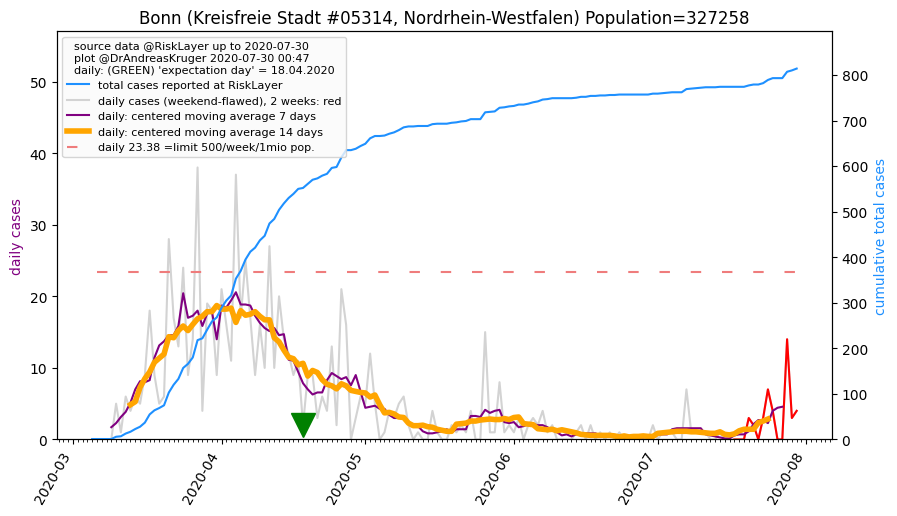 Bonn (Kreisfreie Stadt #05314, Nordrhein-Westfalen) Population=327258
source data @RiskLayer up to 2020-07-30
plot @DrAndreasKruger 2020-07-30 00:47
daily: (GREEN) 'expectation day' = 18.04.2020
total cases reported at RiskLayer
daily cases (weekend-flawed), 2 weeks: red
daily: centered moving average 7 days
daily: centered moving average 14 days
daily 23.38 =limit 500/week/1mio pop.
daily cases
50
40
30
20
10
0
800
700
600
500
400
300
200
100
0
cumulative total cases
2020-03
2020-04
2020-05
2020-06
2020-07
2020-08